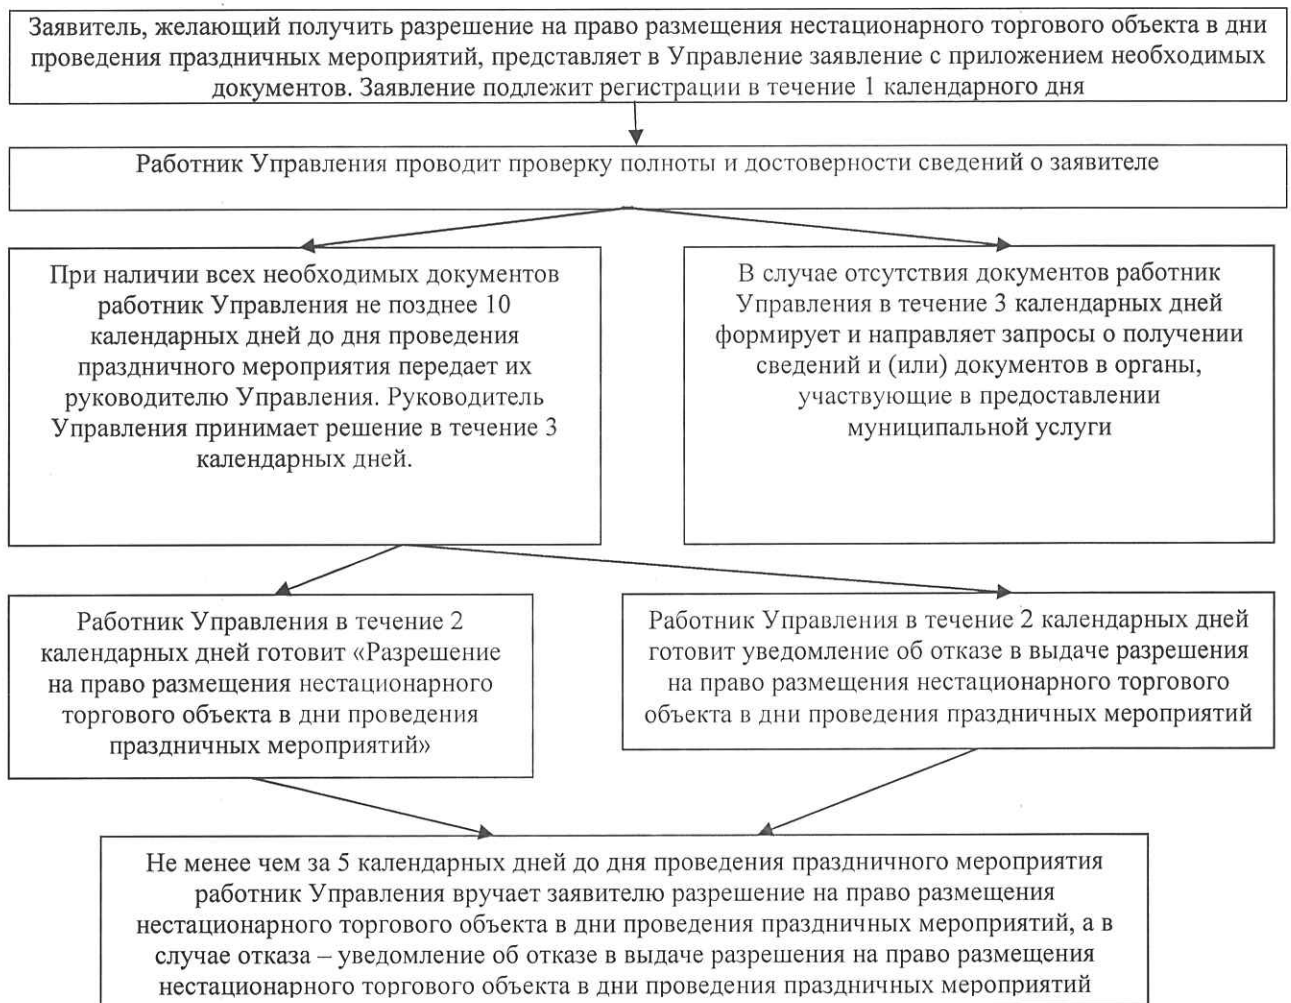 Заявитель, желающий получить разрешение на право размещения нестационарного торгового объекта в дни
проведения праздничных мероприятий, представляет в Управление заявление с приложением необходимых
документов. Заявление подлежит регистрации в течение 1 календарного дня
Работник Управления проводит проверку полноты и достоверности сведений о заявителе
При наличии всех необходимых документов
работник Управления не позднее 10
календарных дней до дня проведения
праздничного мероприятия передает их
руководителю Управления. Руководитель
Управления принимает решение в течение 3
календарных дней.
В случае отсутствия документов работник
Управления в течение 3 календарных дней
формирует и направляет запросы о получении
сведений и (или) документов в органы,
участвующие в предоставлении
муниципальной услуги
Работник Управления в течение 2
календарных дней готовит «Разрешение
на право размещения нестационарного
торгового объекта в дни проведения
праздничных мероприятий»
Работник Управления в течение 2 календарных дней
готовит уведомление об отказе в выдаче разрешения
на право размещения нестационарного торгового
объекта в дни проведения праздничных мероприятий
Не менее чем за 5 календарных дней до дня проведения праздничного мероприятия
работник Управления вручает заявителю разрешение на право размещения
нестационарного торгового объекта в дни проведения праздничных мероприятий, а в
случае отказа – уведомление об отказе в выдаче разрешения на право размещения
нестационарного торгового объекта в дни проведения праздничных мероприятий